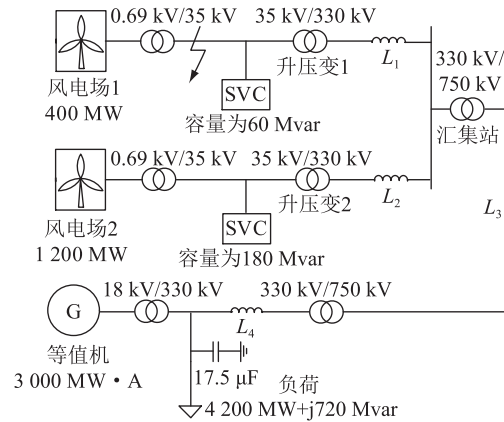 0.69 kV/35 kV
35 kV/330 kV
L1
330 kV/
750 kV
风电场1
400 MW
SVC
升压变1
汇集站
容量为60 Mvar
0.69 kV/35 kV
35 kV/330 kV
L2
L3
风电场2
1 200 MW
SVC
升压变2
容量为180 Mvar
18 kV/330 kV
330 kV/750 kV
G
L4
等值机
3 000 MW·A
17.5 μF
负荷
4 200 MW+j720 Mvar